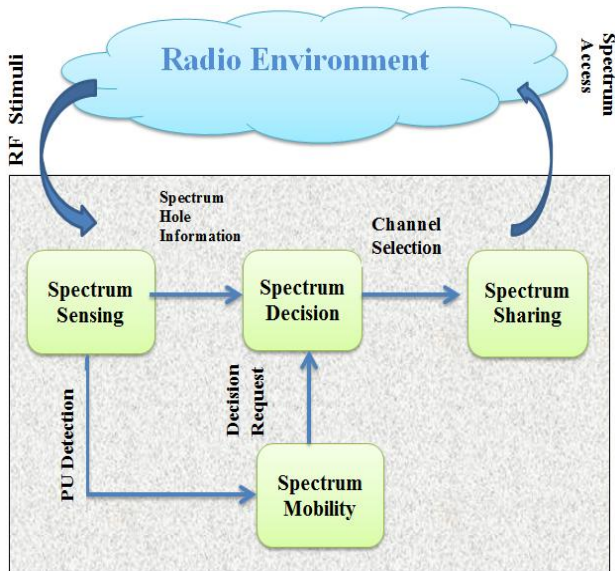 Radio Environment
RF Stimuli
Spectrum
Access
Spectrum
Hole
Information
Channel
Selection
Spectrum
Sensing
Spectrum
Decision
Spectrum
Sharing
PU Detection
Decision
Request
Spectrum
Mobility